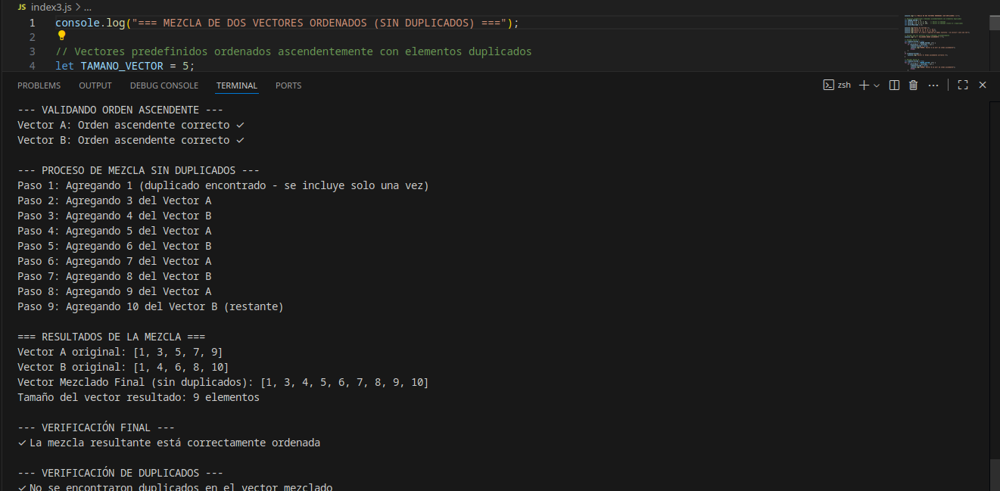 JS index3.js > ...
1 console.log("=== MEZCLA DE DOS VECTORES ORDENADOS (SIN DUPLICADOS) ===");
2
3 // Vectores predefinidos ordenados ascendentemente con elementos duplicados
4 let TAMANO_VECTOR = 5;
PROBLEMS OUTPUT DEBUG CONSOLE TERMINAL PORTS zsh
--- VALIDANDO ORDEN ASCENDENTE ---
Vector A: Orden ascendente correcto ✓
Vector B: Orden ascendente correcto ✓
--- PROCESO DE MEZCLA SIN DUPLICADOS ---
Paso 1: Agregando 1 (duplicado encontrado - se incluye solo una vez)
Paso 2: Agregando 3 del Vector A
Paso 3: Agregando 4 del Vector B
Paso 4: Agregando 5 del Vector A
Paso 5: Agregando 6 del Vector B
Paso 6: Agregando 7 del Vector A
Paso 7: Agregando 8 del Vector B
Paso 8: Agregando 9 del Vector A
Paso 9: Agregando 10 del Vector B (restante)
=== RESULTADOS DE LA MEZCLA ===
Vector A original: [1, 3, 5, 7, 9]
Vector B original: [1, 4, 6, 8, 10]
Vector Mezclado Final (sin duplicados): [1, 3, 4, 5, 6, 7, 8, 9, 10]
Tamaño del vector resultado: 9 elementos
--- VERIFICACIÓN FINAL ---
✓ La mezcla resultante está correctamente ordenada
--- VERIFICACIÓN DE DUPLICADOS ---
✓ No se encontraron duplicados en el vector mezclado